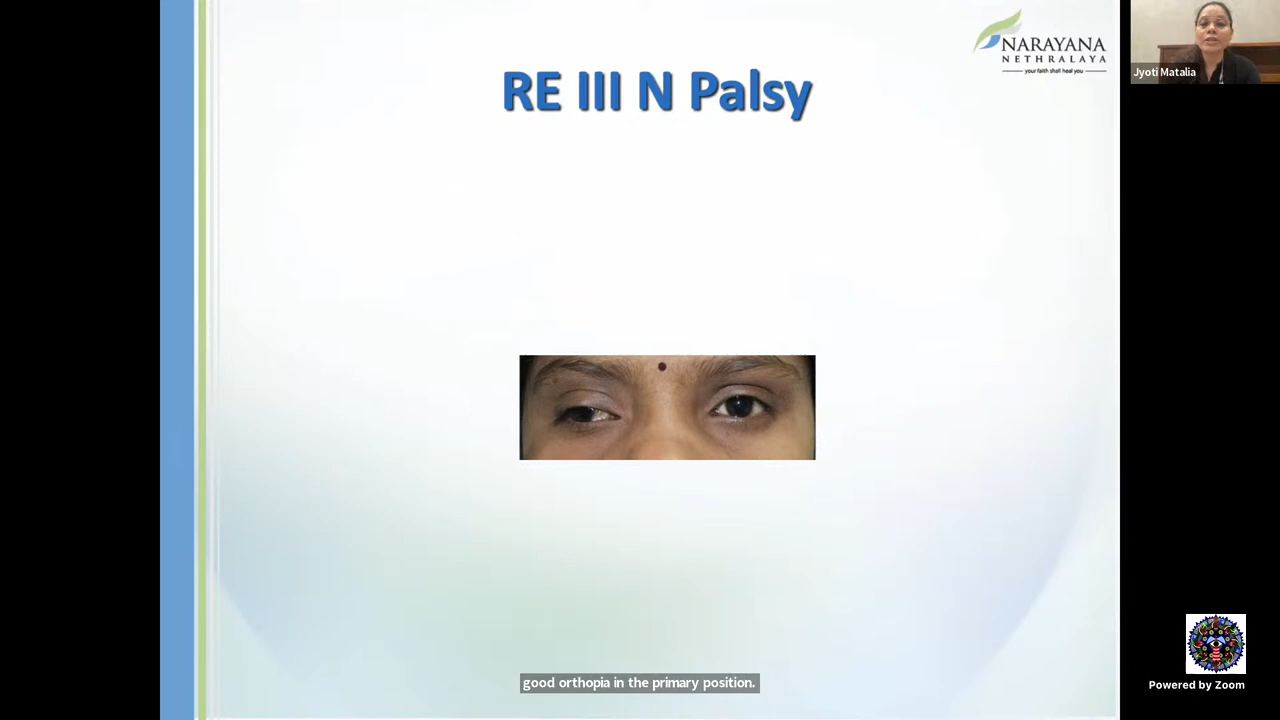 NARAYANA
NETHRALAYA
your faith shall heal you
RE III N Palsy
Jyoti Matalia
good orthopia in the primary position.
Powered by Zoom